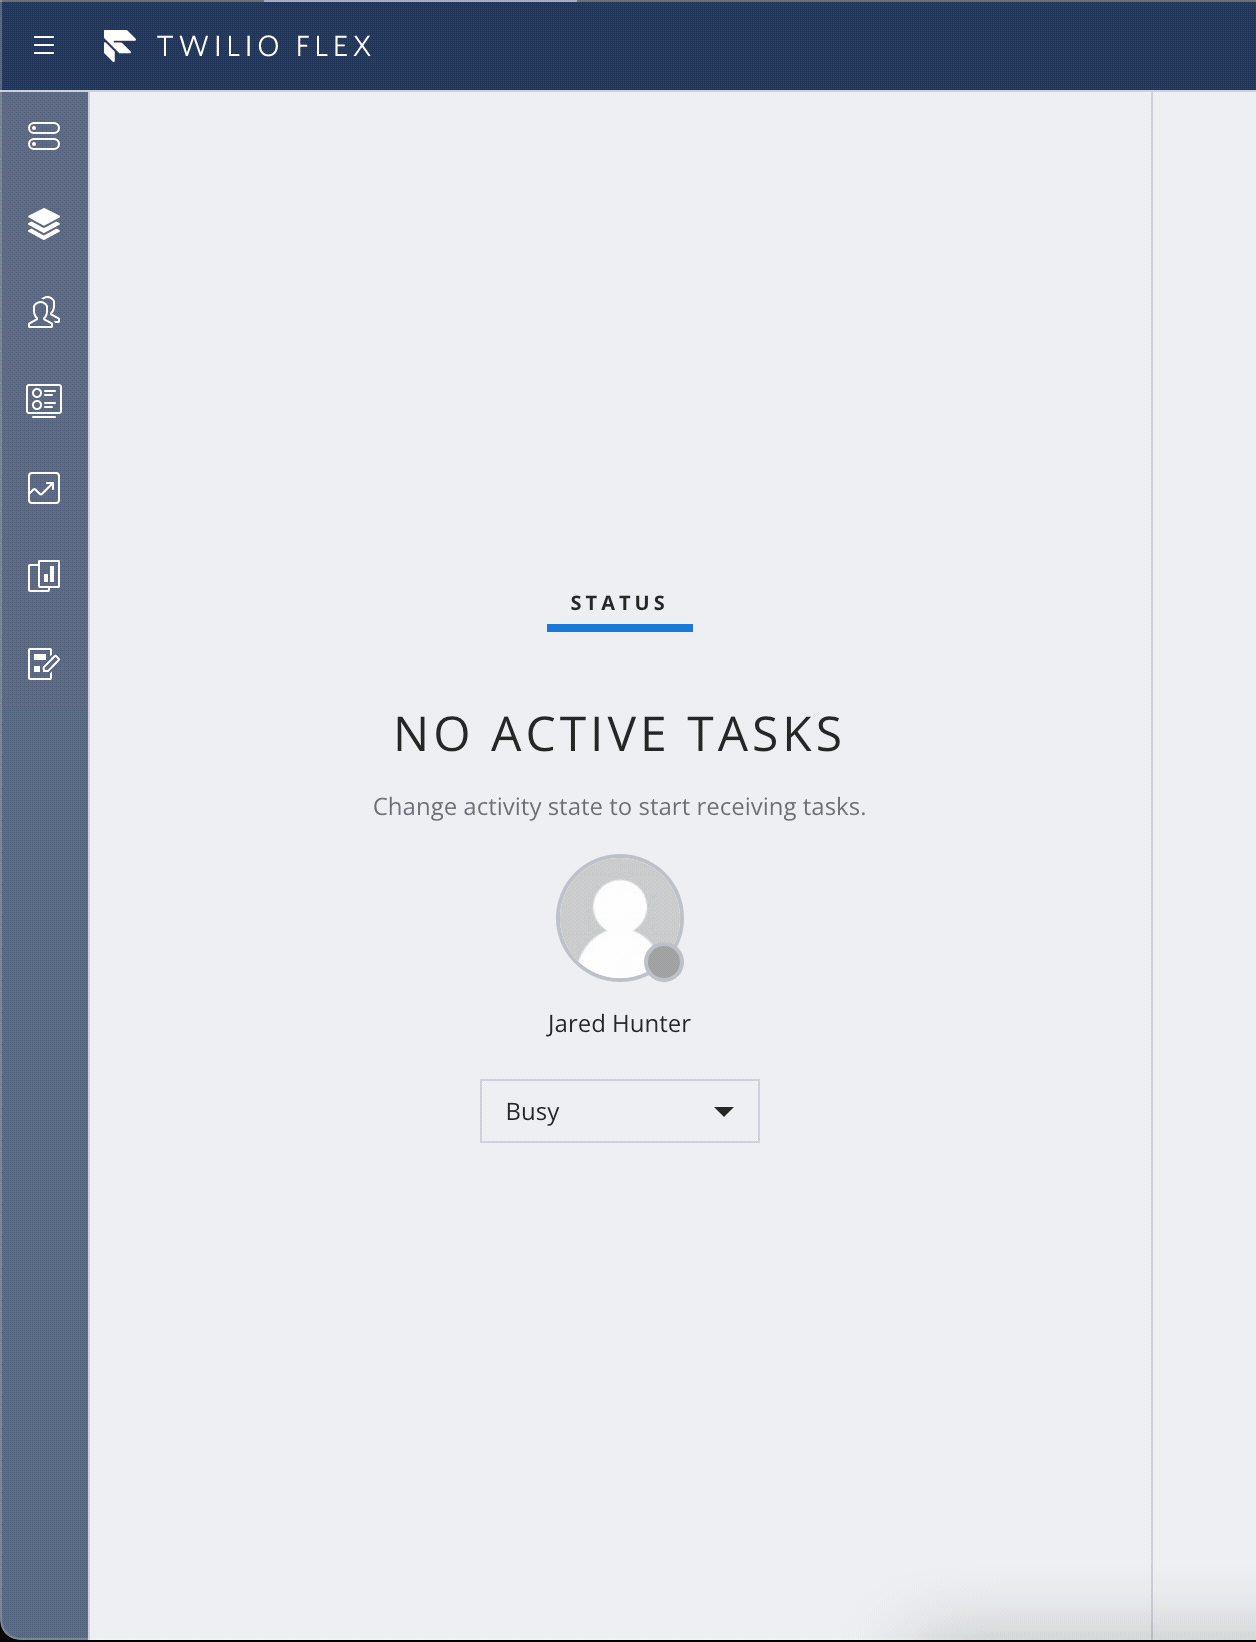 TWILIO FLEX
STATUS
NO ACTIVE TASKS
Change activity state to start receiving tasks.
Jared Hunter
Busy